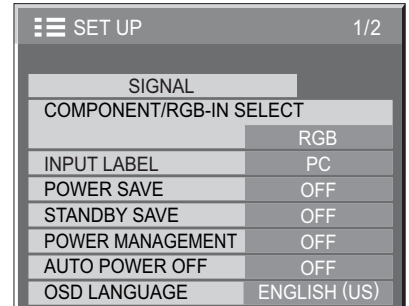 SET UP 1/2
SIGNAL
COMPONENT/RGB-IN SELECT
RGB
INPUT LABEL PC
POWER SAVE OFF
STANDBY SAVE OFF
POWER MANAGEMENT OFF
AUTO POWER OFF OFF
OSD LANGUAGE ENGLISH (US)